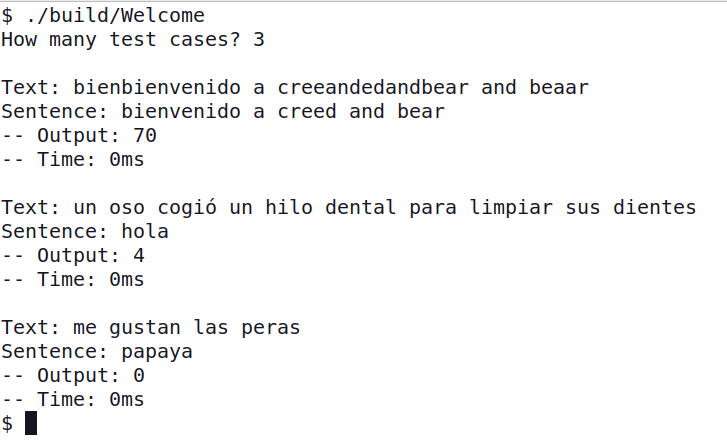 $ ./build/Welcome
How many test cases? 3
Text: bienbienvenido a creeandedandbear and beaar
Sentence: bienvenido a creed and bear
-- Output: 70
-- Time: 0ms
Text: un oso cogió un hilo dental para limpiar sus dientes
Sentence: hola
-- Output: 4
-- Time: 0ms
Text: me gustan las peras
Sentence: papaya
-- Output: 0
-- Time: 0ms
$